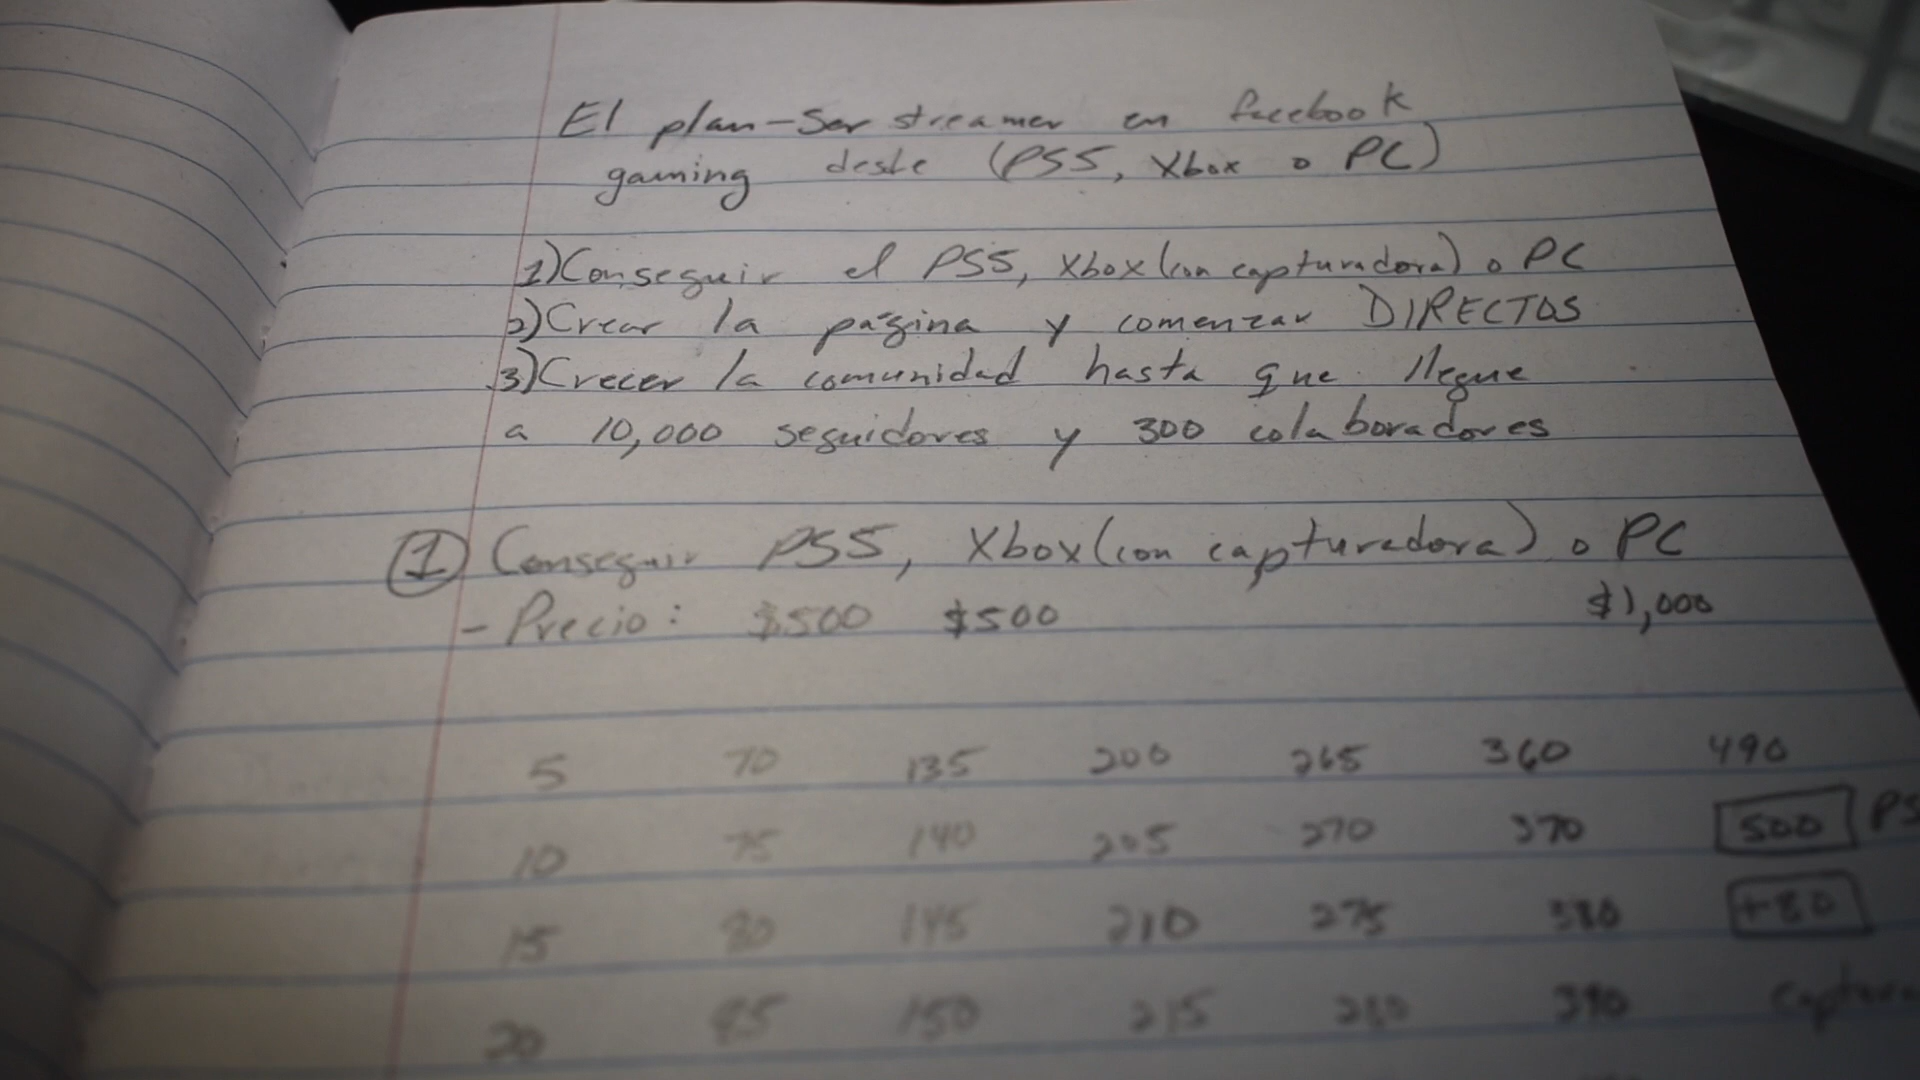 El plan-Ser streamer en facebook
gaming desde (PS5, Xbox o PC)
1)Conseguir el PS5, Xbox (con capturadora) o PC
2)Crear la página y comenzar DIRECTOS
3)Crecer la comunidad hasta que llegue
a 10,000 seguidores y 300 colaboradores
1 Conseguir PS5, Xbox (con capturadora) o PC
- Precio: $500 $500 $1,000
5 70 135 200 265 360 490
10 75 140 205 270 370 500 PS
15 80 145 210 275 380 +80
20 85 150 215 280 390 captura